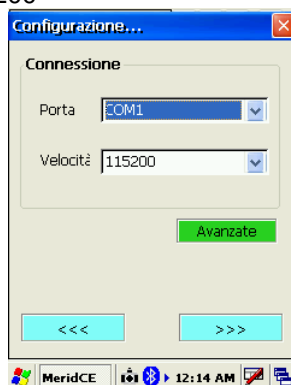 Configurazione...
Connessione
Porta COM1
Velocità 115200
Avanzate
<<< >>>
MeridCE 12:14 AM